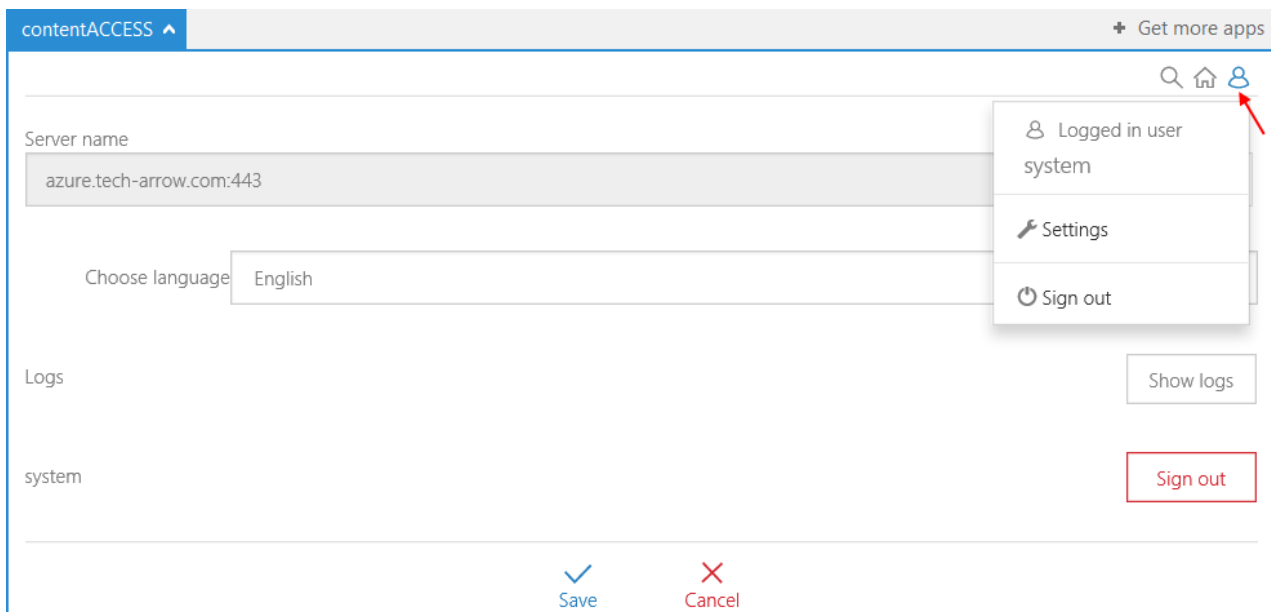 contentACCESS
Get more apps
Logged in user
system
Settings
Sign out
Server name
azure.tech-arrow.com:443
Choose language
English
Logs
Show logs
system
Sign out
Save
Cancel